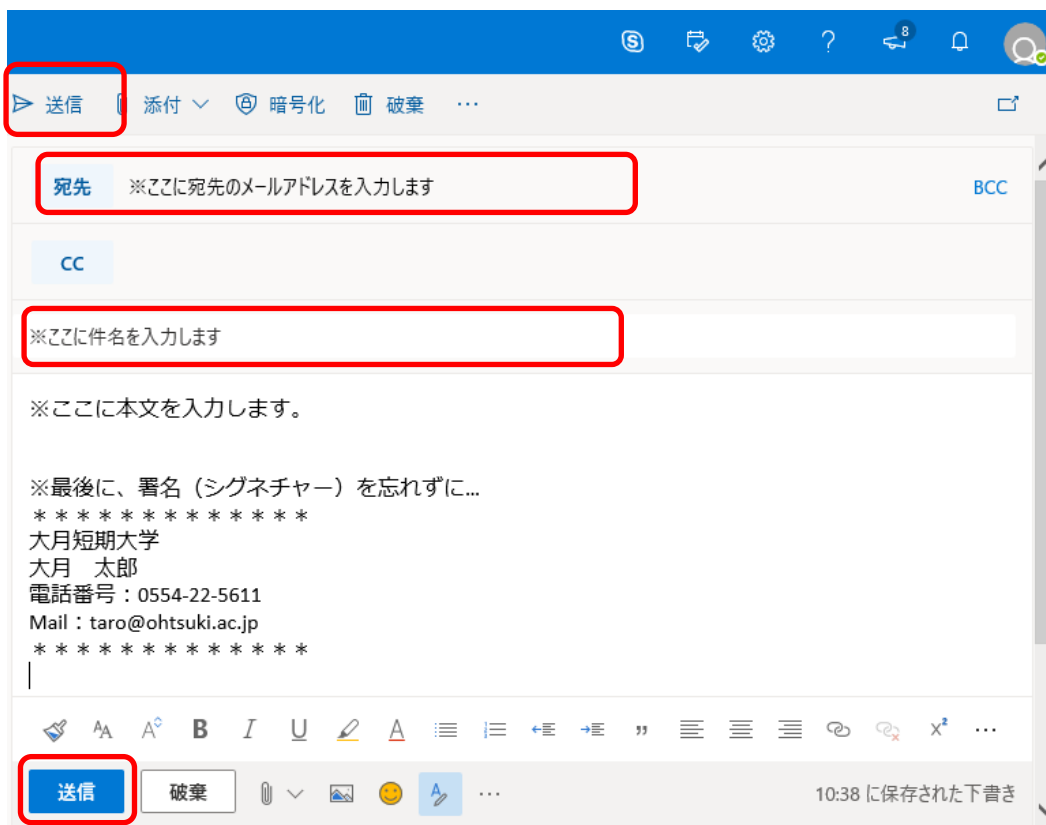 8
送信 添付 暗号化 破棄 …
宛先 ※ここに宛先のメールアドレスを入力します BCC
CC
※ここに件名を入力します
※ここに本文を入力します。
※最後に、署名（シグネチャー）を忘れずに…
＊＊＊＊＊＊＊＊＊＊＊＊＊
大月短期大学
大月　太郎
電話番号：0554-22-5611
Mail：taro@ohtsuki.ac.jp
＊＊＊＊＊＊＊＊＊＊＊＊＊
送信 破棄 … 10:38 に保存された下書き